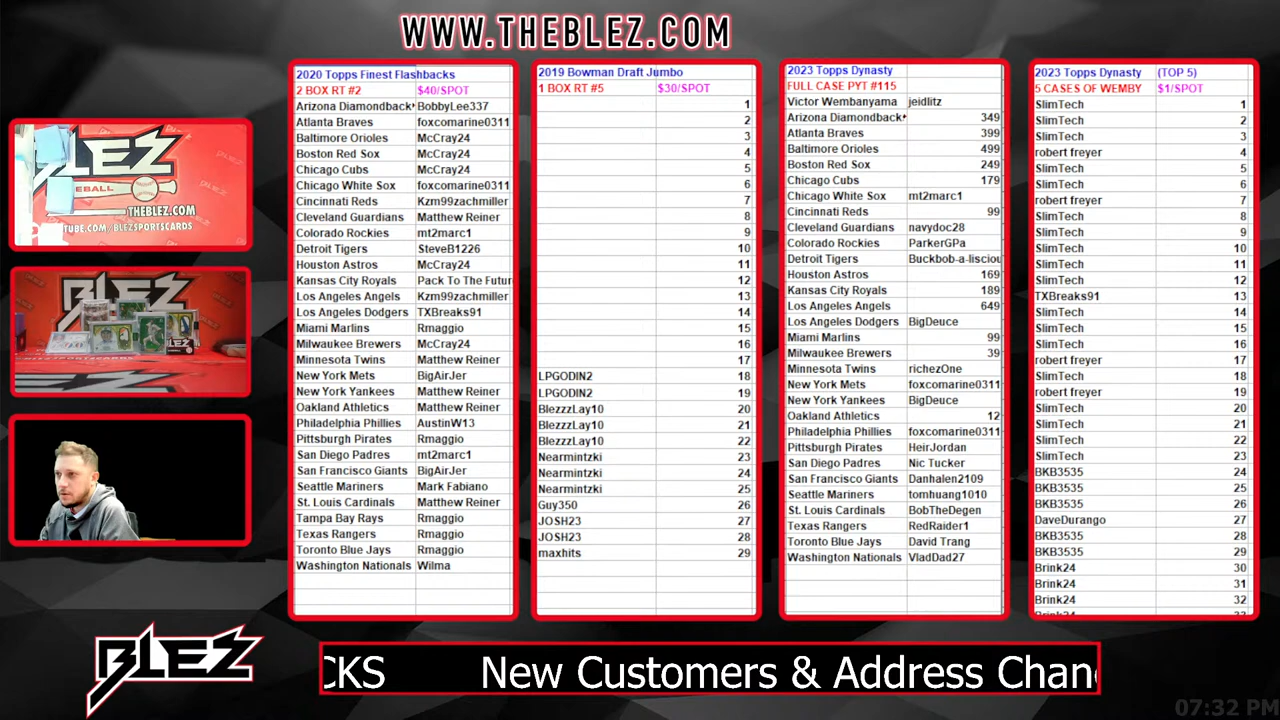 WWW.THEBLEZ.COM
BLEZ
EBALL
THEBLEZ.COM
TUBE.COM/BLEZSPORTSCARDS
2020 Topps Finest Flashbacks
2 BOX RT #2 $40/SPOT
Arizona Diamondback BobbyLee337
Atlanta Braves foxcomarine0311
Baltimore Orioles McCray24
Boston Red Sox McCray24
Chicago Cubs McCray24
Chicago White Sox foxcomarine0311
Cincinnati Reds Kzm99zachmiller
Cleveland Guardians Matthew Reiner
Colorado Rockies mt2marc1
Detroit Tigers SteveB1226
Houston Astros McCray24
Kansas City Royals Pack To The Futur
Los Angeles Angels Kzm99zachmiller
Los Angeles Dodgers TXBreaks91
Miami Marlins Rmaggio
Milwaukee Brewers McCray24
Minnesota Twins Matthew Reiner
New York Mets BigAirJer
New York Yankees Matthew Reiner
Oakland Athletics Matthew Reiner
Philadelphia Phillies AustinW13
Pittsburgh Pirates Rmaggio
San Diego Padres mt2marc1
San Francisco Giants BigAirJer
Seattle Mariners Mark Fabiano
St. Louis Cardinals Matthew Reiner
Tampa Bay Rays Rmaggio
Texas Rangers Rmaggio
Toronto Blue Jays Rmaggio
Washington Nationals Wilma
2019 Bowman Draft Jumbo
1 BOX RT #5 $30/SPOT
1
2
3
4
5
6
7
8
9
10
11
12
13
14
15
16
17
LPGODIN2 18
LPGODIN2 19
BlezzzLay10 20
BlezzzLay10 21
BlezzzLay10 22
Nearmintzki 23
Nearmintzki 24
Nearmintzki 25
Guy350 26
JOSH23 27
JOSH23 28
maxhits 29
2023 Topps Dynasty
FULL CASE PYT #115
Victor Wembanyama jeidlitz
Arizona Diamondback 349
Atlanta Braves 399
Baltimore Orioles 499
Boston Red Sox 249
Chicago Cubs 179
Chicago White Sox mt2marc1
Cincinnati Reds 99
Cleveland Guardians navydoc28
Colorado Rockies ParkerGPa
Detroit Tigers Buckbob-a-lisciou
Houston Astros 169
Kansas City Royals 189
Los Angeles Angels 649
Los Angeles Dodgers BigDeuce
Miami Marlins 99
Milwaukee Brewers 39
Minnesota Twins richezOne
New York Mets foxcomarine0311
New York Yankees BigDeuce
Oakland Athletics 12
Philadelphia Phillies foxcomarine0311
Pittsburgh Pirates HeirJordan
San Diego Padres Nic Tucker
San Francisco Giants Danhalen2109
Seattle Mariners tomhuang1010
St. Louis Cardinals BobTheDegen
Texas Rangers RedRaider1
Toronto Blue Jays David Trang
Washington Nationals VladDad27
2023 Topps Dynasty (TOP 5)
5 CASES OF WEMBY $1/SPOT
SlimTech 1
SlimTech 2
SlimTech 3
robert freyer 4
SlimTech 5
SlimTech 6
robert freyer 7
SlimTech 8
SlimTech 9
SlimTech 10
SlimTech 11
SlimTech 12
TXBreaks91 13
SlimTech 14
SlimTech 15
SlimTech 16
robert freyer 17
SlimTech 18
robert freyer 19
SlimTech 20
SlimTech 21
SlimTech 22
SlimTech 23
BKB3535 24
BKB3535 25
BKB3535 26
DaveDurango 27
BKB3535 28
BKB3535 29
Brink24 30
Brink24 31
Brink24 32
BLEZ
CKS New Customers & Address Chan
07:32 PM